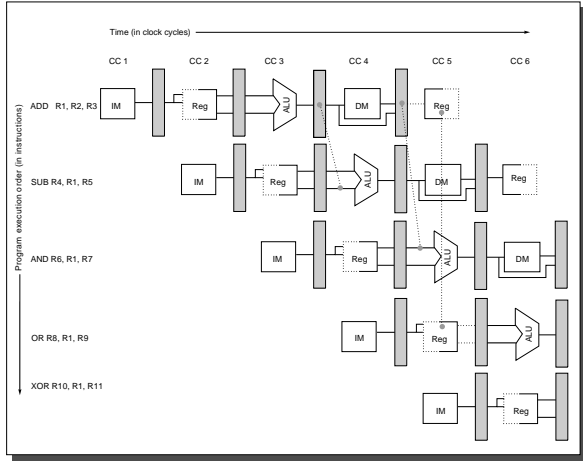 Time (in clock cycles)
CC 1 CC 2 CC 3 CC 4 CC 5 CC 6
Program execution order (in instructions)
ADD R1, R2, R3 IM Reg ALU DM Reg
SUB R4, R1, R5 IM Reg ALU DM Reg
AND R6, R1, R7 IM Reg ALU DM
OR R8, R1, R9 IM Reg ALU
XOR R10, R1, R11 IM Reg